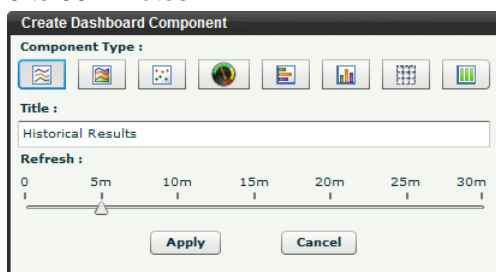 Create Dashboard Component
Component Type :
Title :
Historical Results
Refresh :
0 5m 10m 15m 20m 25m 30m
Apply Cancel